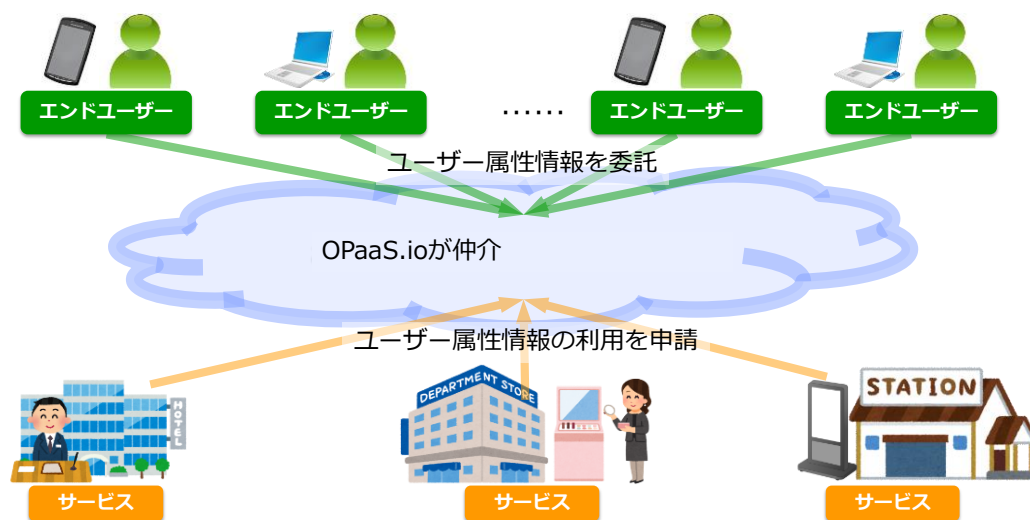 エンドユーザー
エンドユーザー
……
エンドユーザー
エンドユーザー
ユーザー属性情報を委託
OPaaS.ioが仲介
ユーザー属性情報の利用を申請
HOTEL
DEPARTMENT STORE
STATION
サービス
サービス
サービス